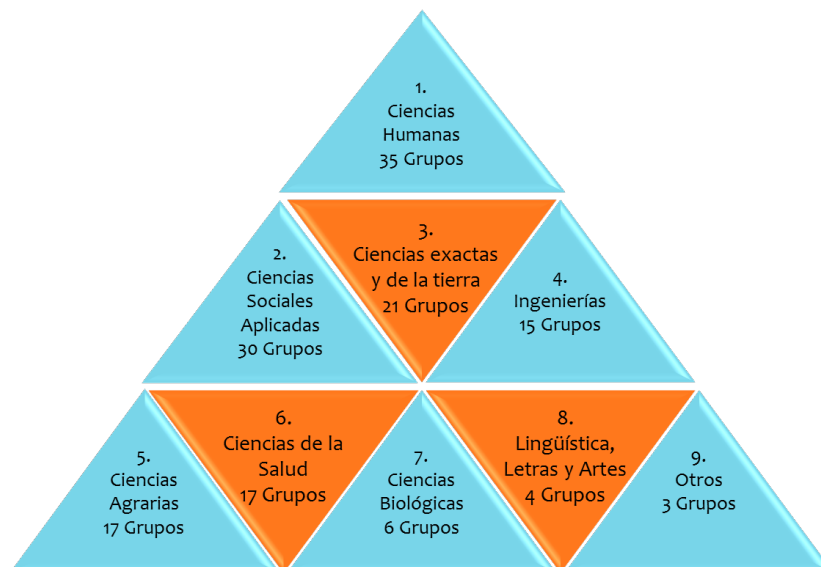 1.
Ciencias
Humanas
35 Grupos
2.
Ciencias
Sociales
Aplicadas
30 Grupos
3.
Ciencias exactas
y de la tierra
21 Grupos
4.
Ingenierías
15 Grupos
5.
Ciencias
Agrarias
17 Grupos
6.
Ciencias de la
Salud
17 Grupos
7.
Ciencias
Biológicas
6 Grupos
8.
Lingüística,
Letras y Artes
4 Grupos
9.
Otros
3 Grupos